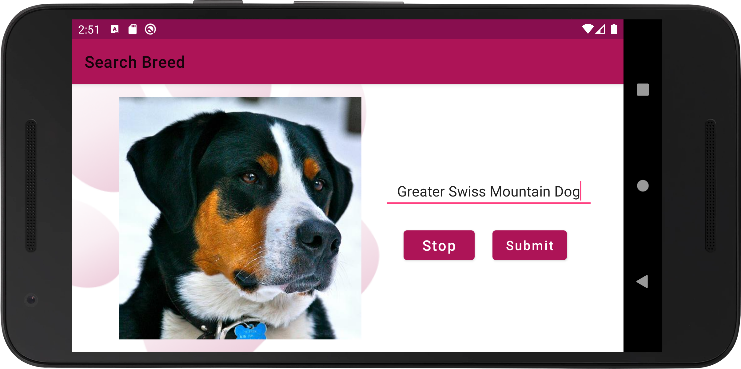 2:51
Search Breed
Greater Swiss Mountain Dog
Stop
Submit